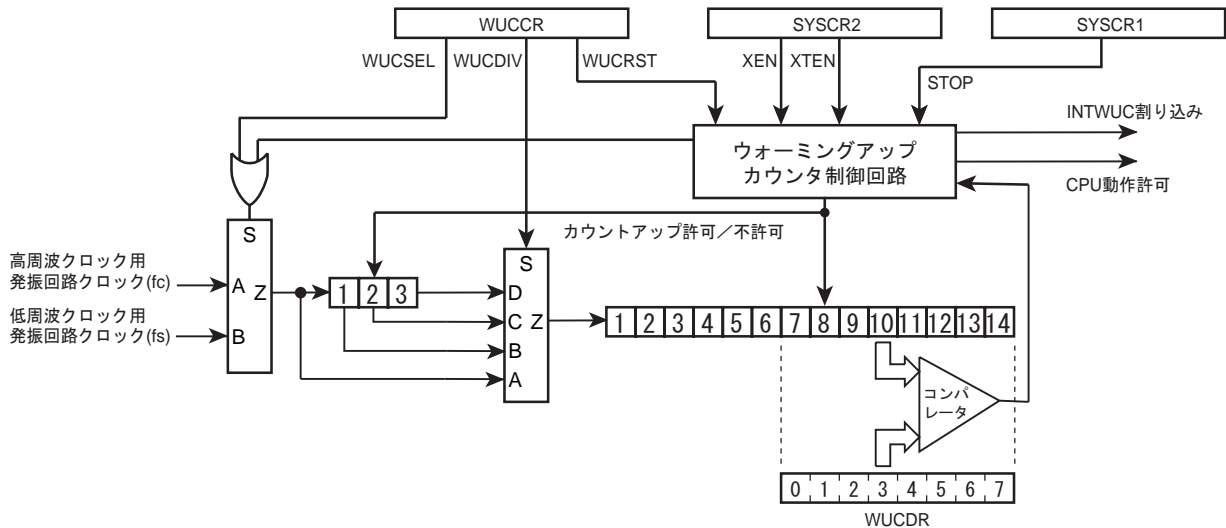 WUCCR
SYSCR2
SYSCR1
WUCSEL
WUCDIV
WUCRST
XEN
XTEN
STOP
INTWUC割り込み
ウォーミングアップ
カウンタ制御回路
CPU動作許可
カウントアップ許可／不許可
S
高周波クロック用
発振回路クロック(fc)
A
Z
低周波クロック用
発振回路クロック(fs)
B
1 2 3
S
D
C
Z
B
A
1 2 3 4 5 6 7 8 9 10 11 12 13 14
コンパ
レータ
0 1 2 3 4 5 6 7
WUCDR